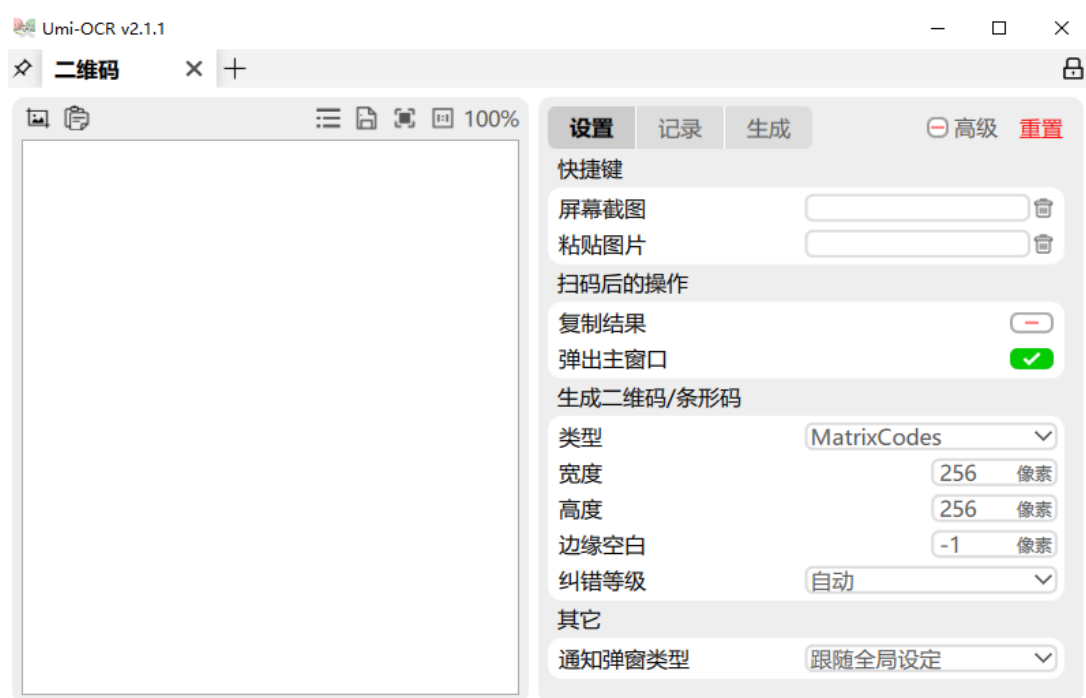 Umi-OCR v2.1.1
二维码
100%
设置 记录 生成 高级 重置
快捷键
屏幕截图
粘贴图片
扫码后的操作
复制结果
弹出主窗口
生成二维码/条形码
类型 MatrixCodes
宽度 256 像素
高度 256 像素
边缘空白 -1 像素
纠错等级 自动
其它
通知弹窗类型 跟随全局设定